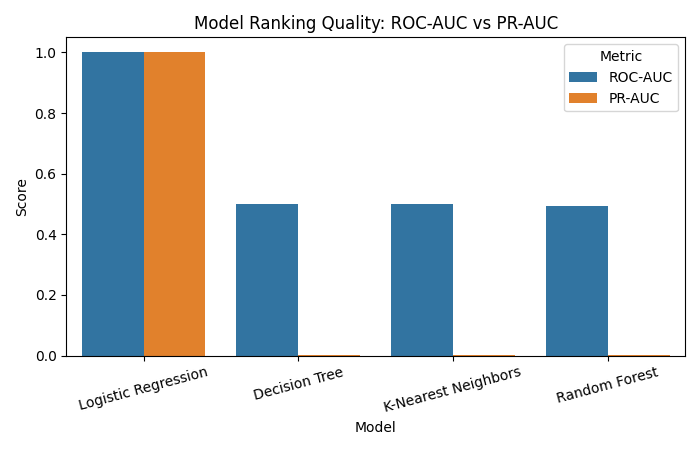 Model Ranking Quality: ROC-AUC vs PR-AUC
Metric
ROC-AUC
PR-AUC
Score
1.0
0.8
0.6
0.4
0.2
0.0
Logistic Regression
Decision Tree
K-Nearest Neighbors
Random Forest
Model